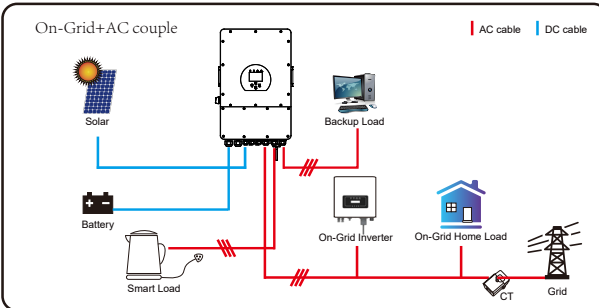 On-Grid+AC couple
AC cable
DC cable
Solar
Backup Load
Battery
On-Grid Inverter
On-Grid Home Load
Smart Load
CT
Grid